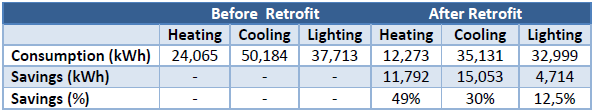 Before Retrofit After Retrofit
Heating Cooling Lighting Heating Cooling Lighting
Consumption (kWh) 24,065 50,184 37,713 12,273 35,131 32,999
Savings (kWh) - - - 11,792 15,053 4,714
Savings (%) - - - 49% 30% 12,5%